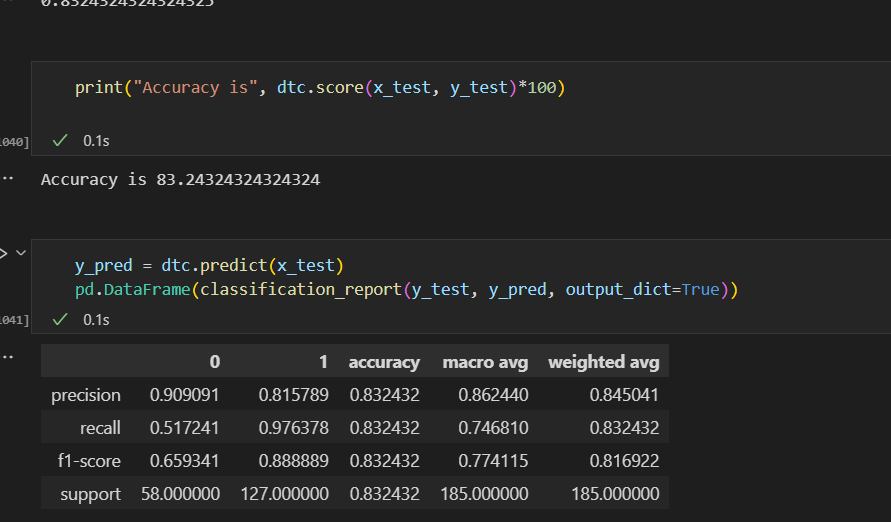 0.8324324324324325
print("Accuracy is", dtc.score(x_test, y_test)*100)
040]
0.1s
Accuracy is 83.24324324324324
y_pred = dtc.predict(x_test)
pd.DataFrame(classification_report(y_test, y_pred, output_dict=True))
041]
0.1s
0 1 accuracy macro avg weighted avg
precision 0.909091 0.815789 0.832432 0.862440 0.845041
recall 0.517241 0.976378 0.832432 0.746810 0.832432
f1-score 0.659341 0.888889 0.832432 0.774115 0.816922
support 58.000000 127.000000 0.832432 185.000000 185.000000